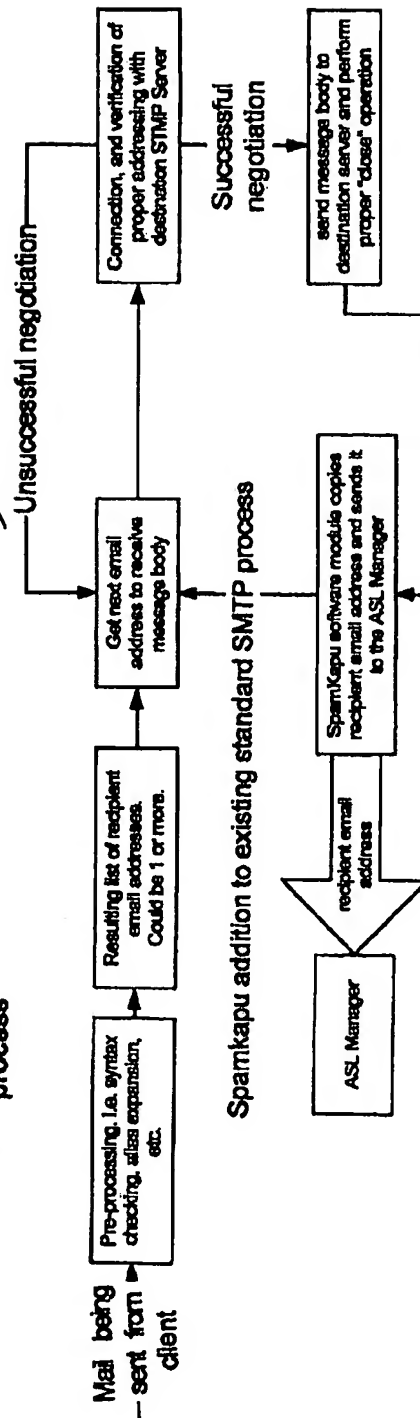 process
Mail being
sent from
client
Pre-processing, i.e. syntax
checking, alias expansion,
etc.
Resulting list of recipient
email addresses.
Could be 1 or more.
Get next email
address to receive
message body
Unsuccessful negotiation
Connection, and verification of
proper addressing with
destination STMP Server
Successful
negotiation
send message body to
destination server and perform
proper "close" operation
Spamkapu addition to existing standard SMTP process
SpamKapu software module copies
recipient email address and sends it
to the ASL Manager
recipient email
address
ASL Manager